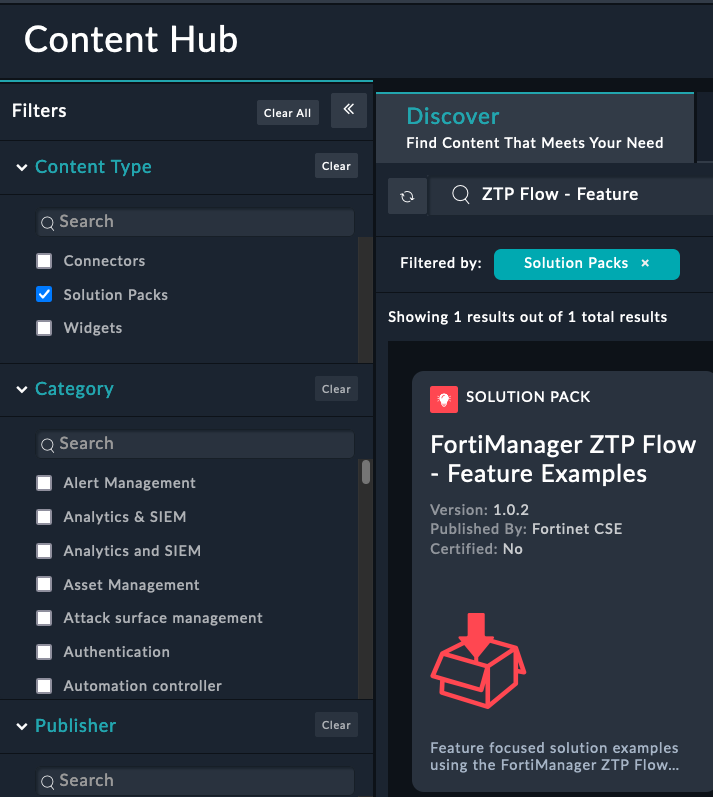 Content Hub
Filters
Clear All
Content Type
Clear
Search
Connectors
Solution Packs
Widgets
Category
Clear
Search
Alert Management
Analytics & SIEM
Analytics and SIEM
Asset Management
Attack surface management
Authentication
Automation controller
Publisher
Clear
Search
Discover
Find Content That Meets Your Need
ZTP Flow - Feature
Filtered by: Solution Packs ×
Showing 1 results out of 1 total results
SOLUTION PACK
FortiManager ZTP Flow
- Feature Examples
Version: 1.0.2
Published By: Fortinet CSE
Certified: No
Feature focused solution examples
using the FortiManager ZTP Flow...